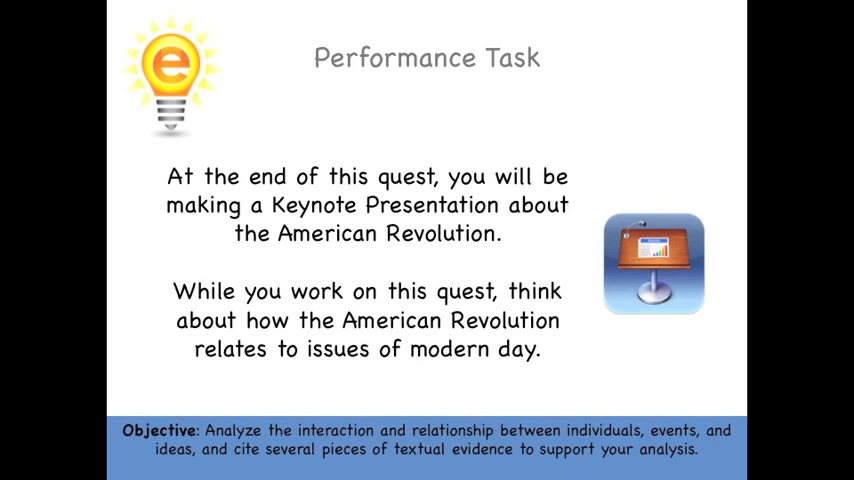 e
Performance Task
At the end of this quest, you will be
making a Keynote Presentation about
the American Revolution.
While you work on this quest, think
about how the American Revolution
relates to issues of modern day.
Objective: Analyze the interaction and relationship between individuals, events, and
ideas, and cite several pieces of textual evidence to support your analysis.